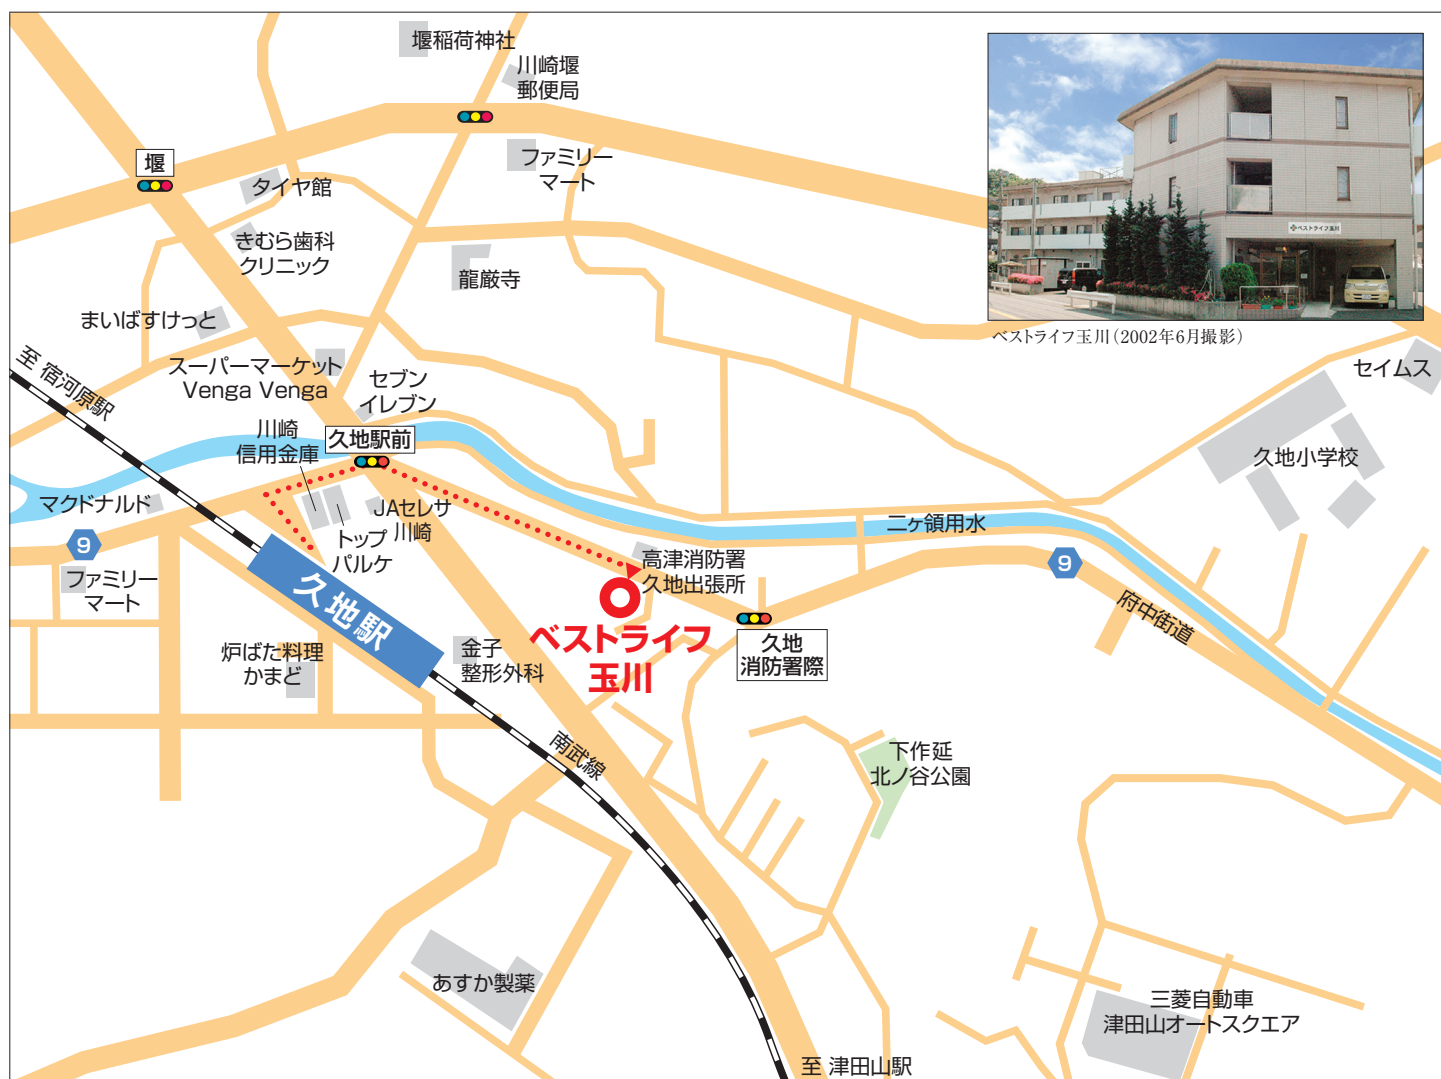 堰稲荷神社
川崎堰
郵便局
堰
ファミリー
マート
タイヤ館
きむら歯科
クリニック
龍厳寺
ベストライフ玉川
ベストライフ玉川（2002年6月撮影）
まいばすけっと
至 宿河原駅
スーパーマーケット
Venga Venga
セブン
イレブン
セイムス
川崎
信用金庫
久地駅前
久地小学校
マクドナルド
JAセレサ
川崎
トップ
パルケ
二ヶ領用水
9
高津消防署
久地出張所
9
ファミリー
マート
久地駅
府中街道
ベストライフ
玉川
久地
消防署際
炉ばた料理
かまど
金子
整形外科
南武線
下作延
北ノ谷公園
あすか製薬
三菱自動車
津田山オートスクエア
至 津田山駅